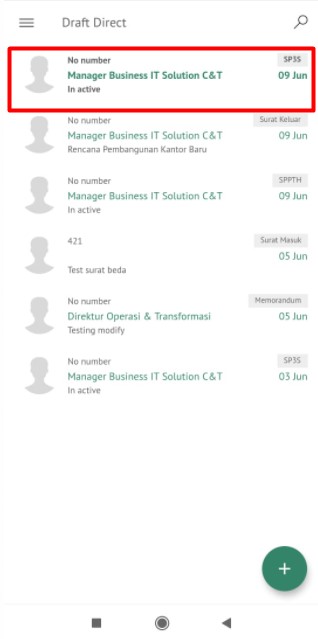 Draft Direct
No number SP3S
Manager Business IT Solution C&T 09 Jun
In active
No number Surat Keluar
Manager Business IT Solution C&T 09 Jun
Rencana Pembangunan Kantor Baru
No number SPPTH
Manager Business IT Solution C&T 09 Jun
In active
421 Surat Masuk
05 Jun
Test surat beda
No number Memorandum
Direktur Operasi & Transformasi 05 Jun
Testing modify
No number SP3S
Manager Business IT Solution C&T 03 Jun
In active
+